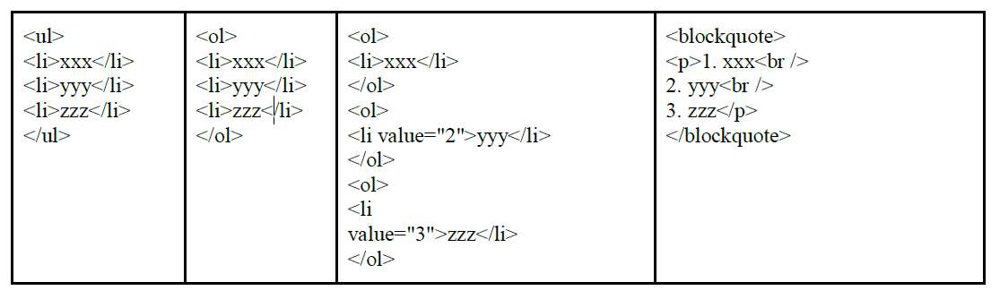 <ul>
<li>xxx</li>
<li>yyy</li>
<li>zzz</li>
</ul>
<ol>
<li>xxx</li>
<li>yyy</li>
<li>zzz</li>
</ol>
<ol>
<li>xxx</li>
</ol>
<ol>
<li value="2">yyy</li>
</ol>
<ol>
<li
value="3">zzz</li>
</ol>
<blockquote>
<p>1. xxx<br />
2. yyy<br />
3. zzz</p>
</blockquote>